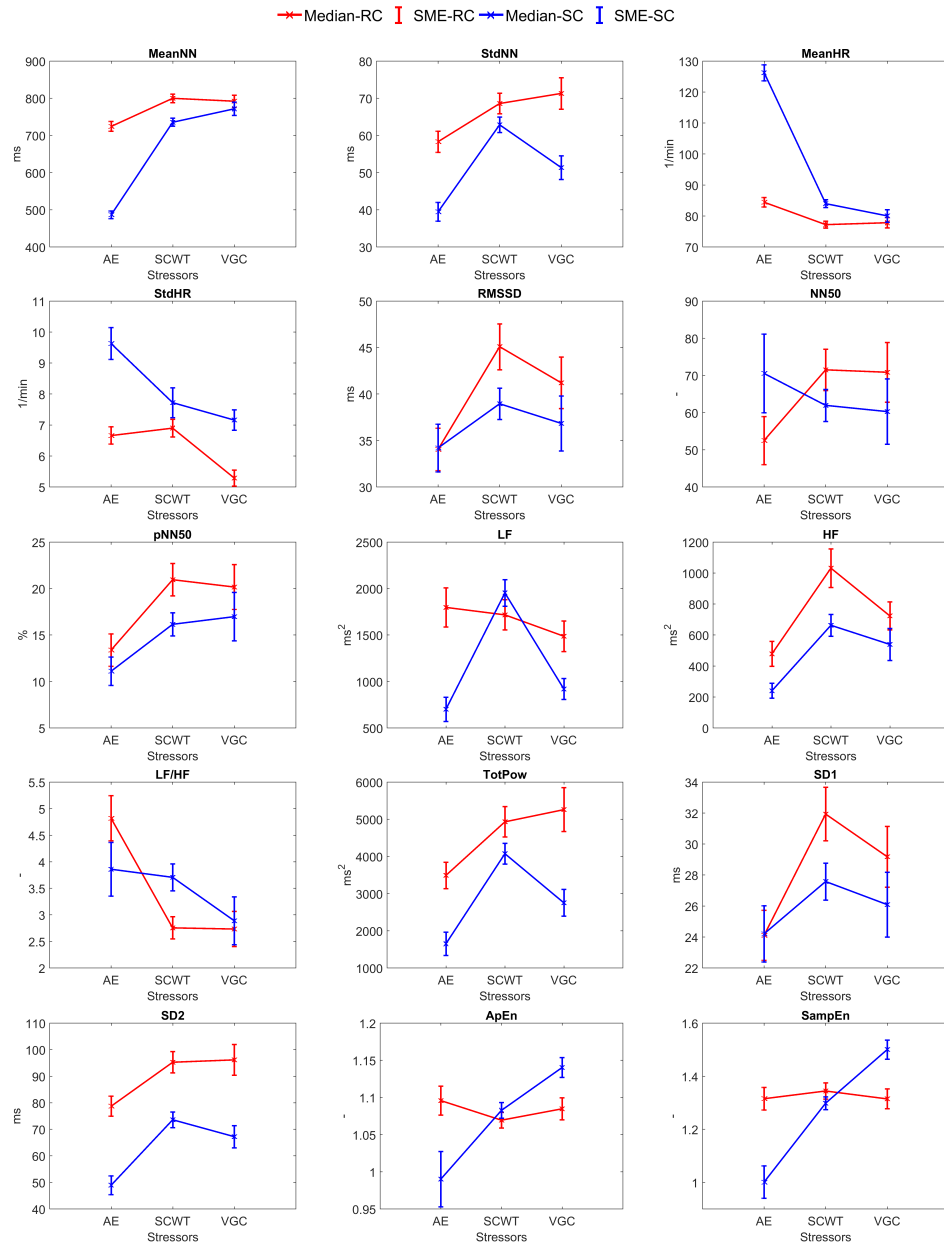 Median-RC SME-RC Median-SC SME-SC
MeanNN
900
800
700
600
500
400
ms
AE SCWT VGC
Stressors
StdNN
80
70
60
50
40
30
ms
AE SCWT VGC
Stressors
MeanHR
130
120
110
100
90
80
70
1/min
AE SCWT VGC
Stressors
StdHR
11
10
9
8
7
6
5
1/min
AE SCWT VGC
Stressors
RMSSD
50
45
40
35
30
ms
AE SCWT VGC
Stressors
NN50
90
80
70
60
50
40
-
AE SCWT VGC
Stressors
pNN50
25
20
15
10
5
%
AE SCWT VGC
Stressors
LF
2500
2000
1500
1000
500
ms²
AE SCWT VGC
Stressors
HF
1200
1000
800
600
400
200
0
ms²
AE SCWT VGC
Stressors
LF/HF
5.5
5
4.5
4
3.5
3
2.5
2
-
AE SCWT VGC
Stressors
TotPow
6000
5000
4000
3000
2000
1000
ms²
AE SCWT VGC
Stressors
SD1
34
32
30
28
26
24
22
ms
AE SCWT VGC
Stressors
SD2
110
100
90
80
70
60
50
40
ms
AE SCWT VGC
Stressors
ApEn
1.2
1.15
1.1
1.05
1
0.95
-
AE SCWT VGC
Stressors
SampEn
1.6
1.4
1.2
1
-
AE SCWT VGC
Stressors